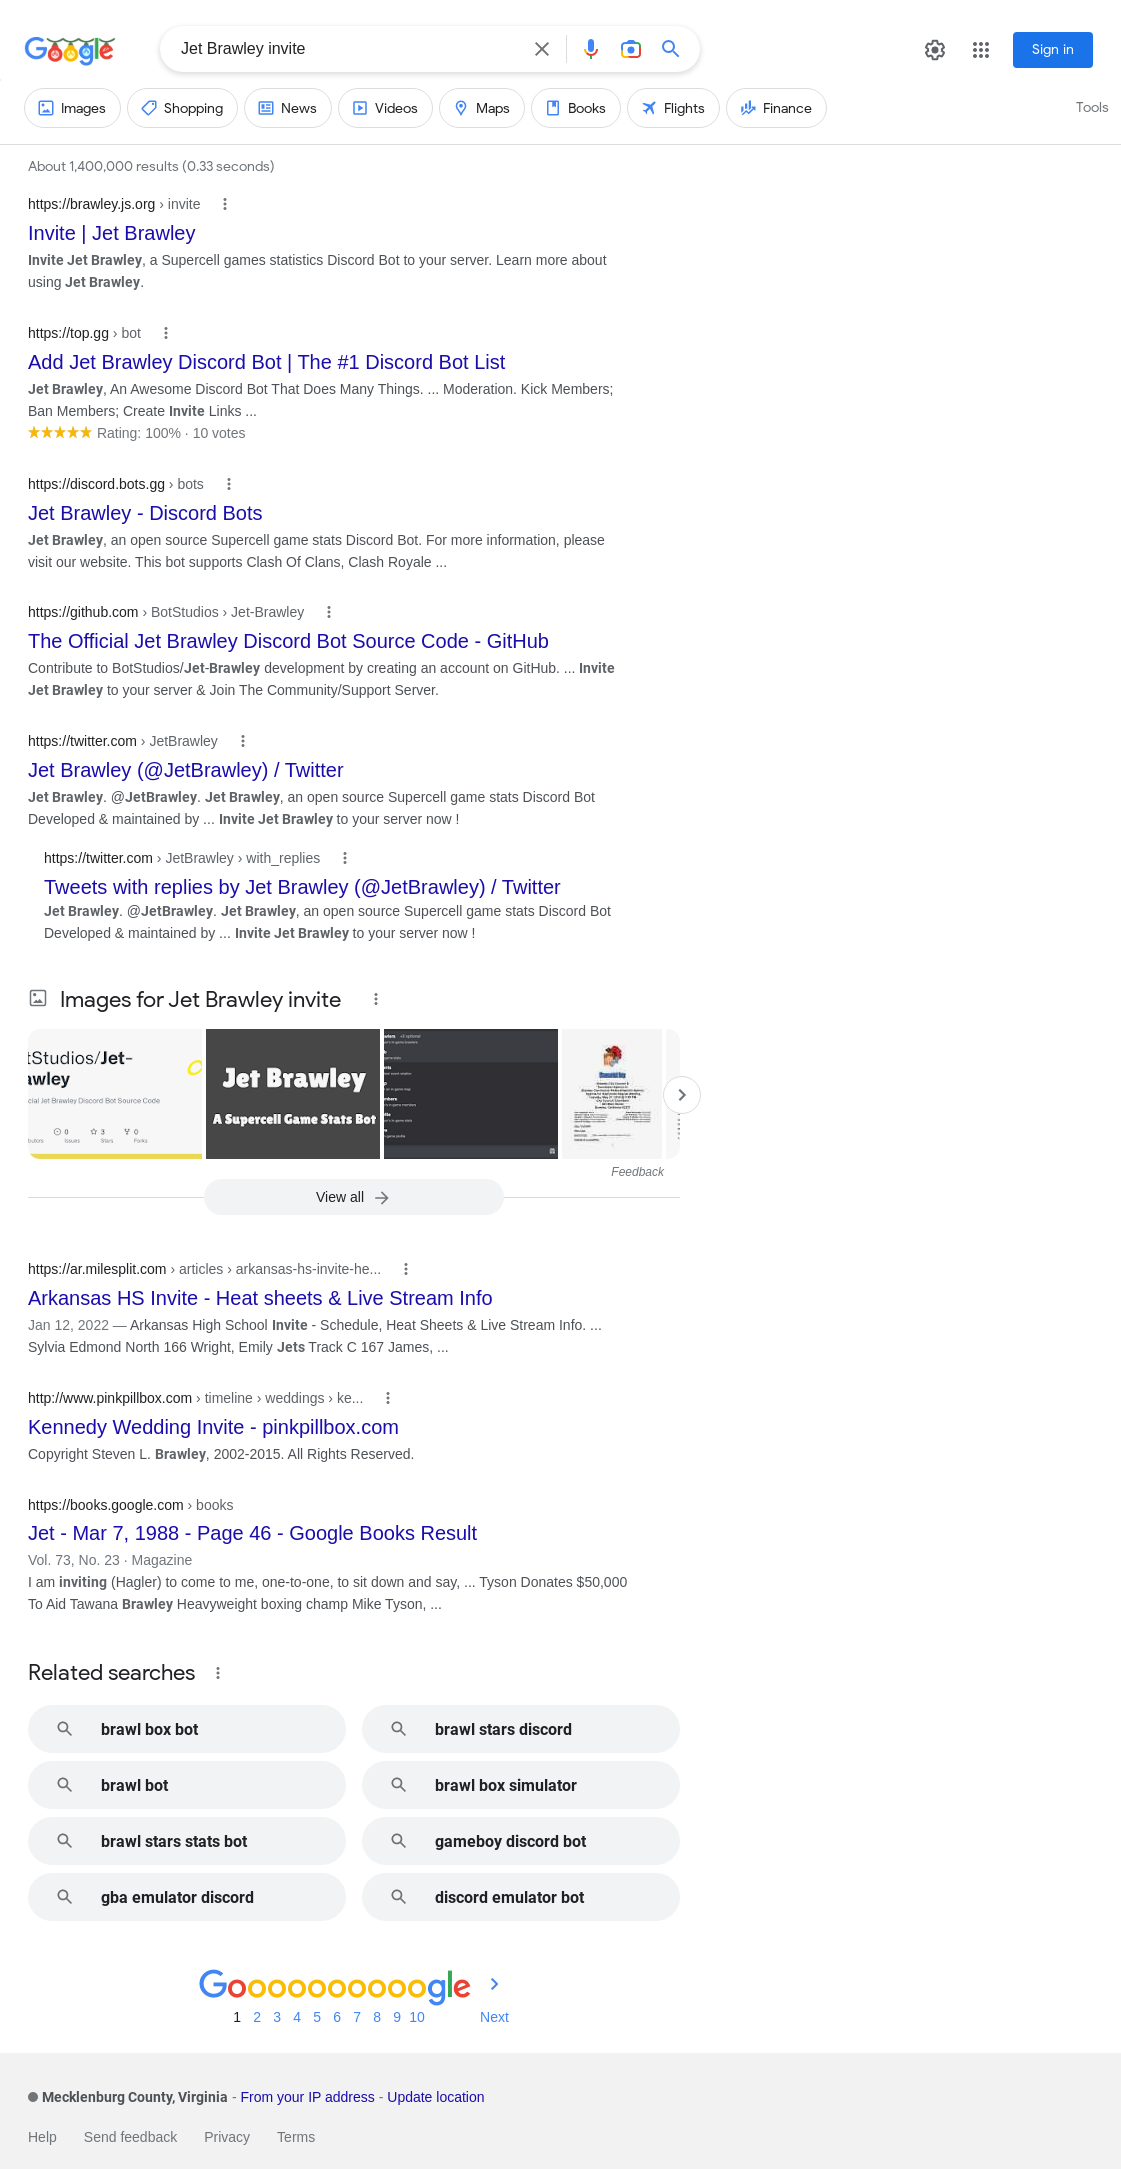 Google
Jet Brawley invite
Sign in
Images
Shopping
News
Videos
Maps
Books
Flights
Finance
Tools
About 1,400,000 results (0.33 seconds)
https://brawley.js.org › invite
Invite | Jet Brawley
Invite Jet Brawley, a Supercell games statistics Discord Bot to your server. Learn more about
using Jet Brawley.
https://top.gg › bot
Add Jet Brawley Discord Bot | The #1 Discord Bot List
Jet Brawley, An Awesome Discord Bot That Does Many Things. ... Moderation. Kick Members;
Ban Members; Create Invite Links ...
Rating: 100% · 10 votes
https://discord.bots.gg › bots
Jet Brawley - Discord Bots
Jet Brawley, an open source Supercell game stats Discord Bot. For more information, please
visit our website. This bot supports Clash Of Clans, Clash Royale ...
https://github.com › BotStudios › Jet-Brawley
The Official Jet Brawley Discord Bot Source Code - GitHub
Contribute to BotStudios/Jet-Brawley development by creating an account on GitHub. ... Invite
Jet Brawley to your server & Join The Community/Support Server.
https://twitter.com › JetBrawley
Jet Brawley (@JetBrawley) / Twitter
Jet Brawley. @JetBrawley. Jet Brawley, an open source Supercell game stats Discord Bot
Developed & maintained by ... Invite Jet Brawley to your server now !
https://twitter.com › JetBrawley › with_replies
Tweets with replies by Jet Brawley (@JetBrawley) / Twitter
Jet Brawley. @JetBrawley. Jet Brawley, an open source Supercell game stats Discord Bot
Developed & maintained by ... Invite Jet Brawley to your server now !
Images for Jet Brawley invite
tStudios/Jet-
awley
cial Jet Brawley Discord Bot Source Code
0
3
0
Issues
Stars
Forks
Jet Brawley
A Supercell Game Stats Bot
Feedback
View all
https://ar.milesplit.com › articles › arkansas-hs-invite-he...
Arkansas HS Invite - Heat sheets & Live Stream Info
Jan 12, 2022 — Arkansas High School Invite - Schedule, Heat Sheets & Live Stream Info. ...
Sylvia Edmond North 166 Wright, Emily Jets Track C 167 James, ...
http://www.pinkpillbox.com › timeline › weddings › ke...
Kennedy Wedding Invite - pinkpillbox.com
Copyright Steven L. Brawley, 2002-2015. All Rights Reserved.
https://books.google.com › books
Jet - Mar 7, 1988 - Page 46 - Google Books Result
Vol. 73, No. 23 · Magazine
I am inviting (Hagler) to come to me, one-to-one, to sit down and say, ... Tyson Donates $50,000
To Aid Tawana Brawley Heavyweight boxing champ Mike Tyson, ...
Related searches
brawl box bot
brawl stars discord
brawl bot
brawl box simulator
brawl stars stats bot
gameboy discord bot
gba emulator discord
discord emulator bot
Goooooooooogle
1 2 3 4 5 6 7 8 9 10 Next
Mecklenburg County, Virginia - From your IP address - Update location
Help Send feedback Privacy Terms